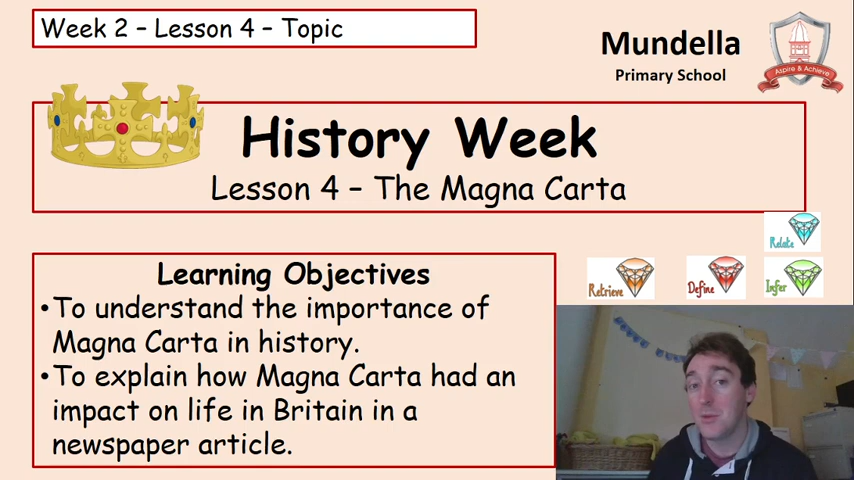 Week 2 – Lesson 4 – Topic
Mundella
Primary School
Aspire & Achieve
History Week
Lesson 4 – The Magna Carta
Relate
Retrieve
Define
Infer
Learning Objectives
•To understand the importance of
Magna Carta in history.
•To explain how Magna Carta had an
impact on life in Britain in a
newspaper article.